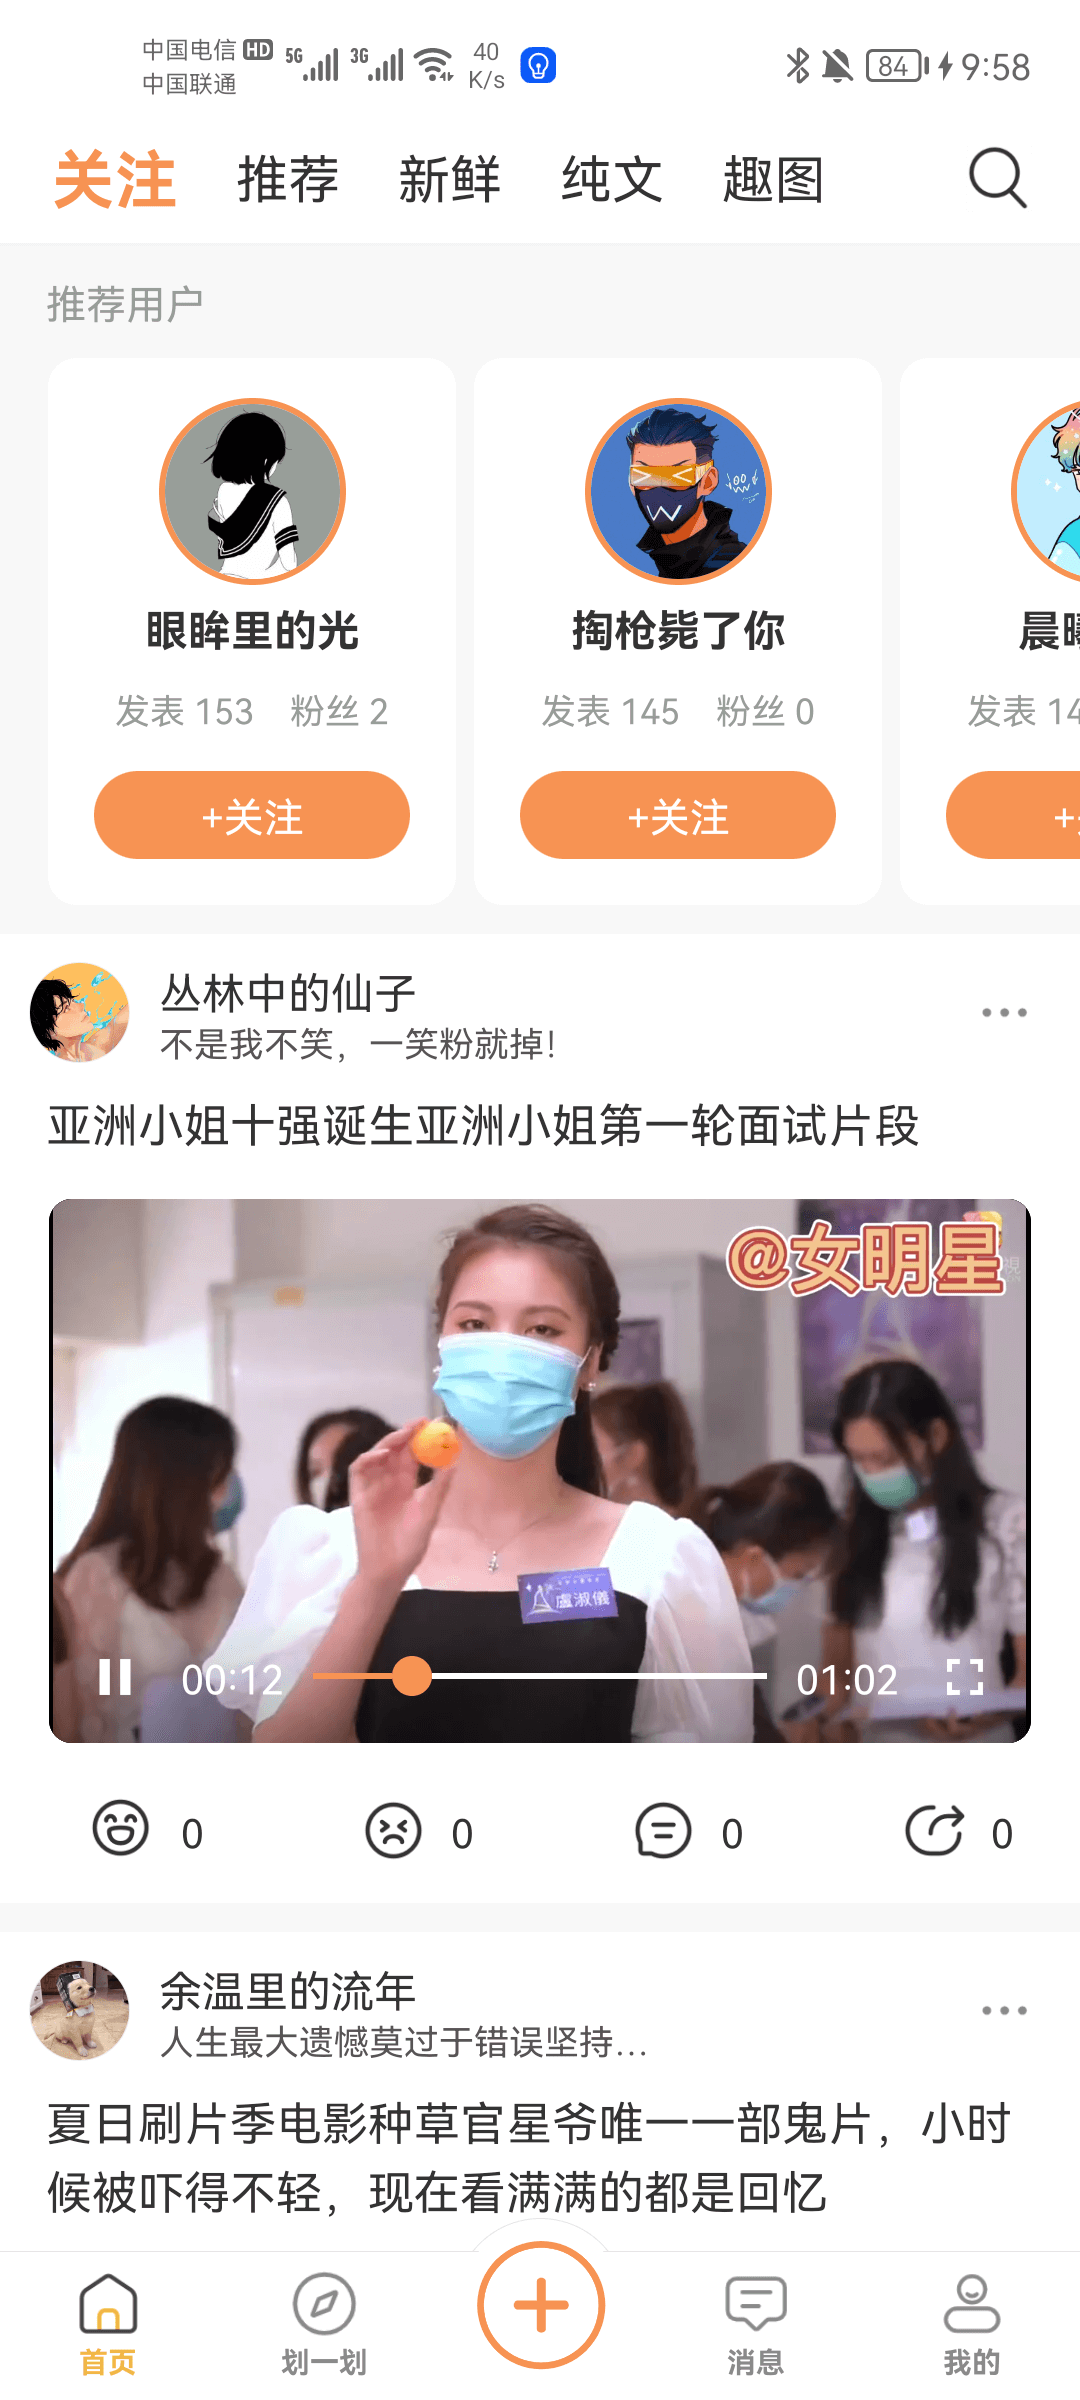 中国电信 HD 5G 3G 40 K/s 84 9:58
中国联通
关注 推荐 新鲜 纯文 趣图
推荐用户
眼眸里的光 掏枪毙了你 晨
发表 153 粉丝 2 发表 145 粉丝 0 发表 14
+关注 +关注 +
丛林中的仙子
不是我不笑，一笑粉就掉！
亚洲小姐十强诞生亚洲小姐第一轮面试片段
@女明星
盧淑儀
00:12 01:02
0 0 0 0
余温里的流年
人生最大遗憾莫过于错误坚持...
夏日刷片季电影种草官星爷唯一一部鬼片，小时
候被吓得不轻，现在看满满的都是回忆
首页 划一划 消息 我的